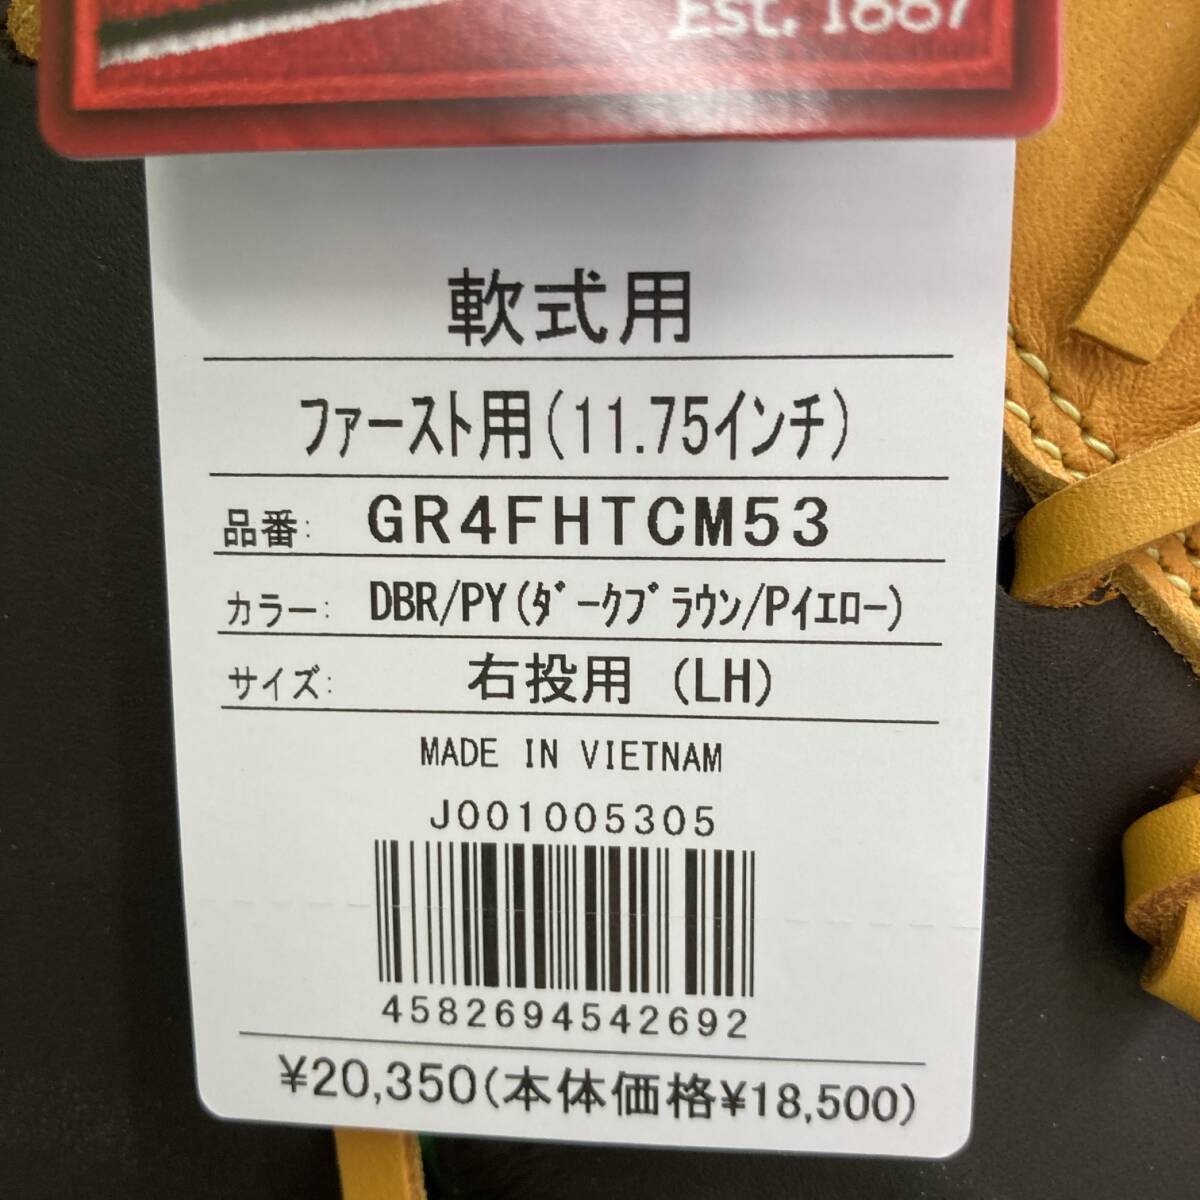 Est. 1887
軟式用
ファースト用(11.75インチ)
品番: GR4FHTCM53
カラー: DBR/PY(ダークブラウン/Pイエロー)
サイズ: 右投用 (LH)
MADE IN VIETNAM
J001005305
4582694542692
¥20,350(本体価格¥18,500)